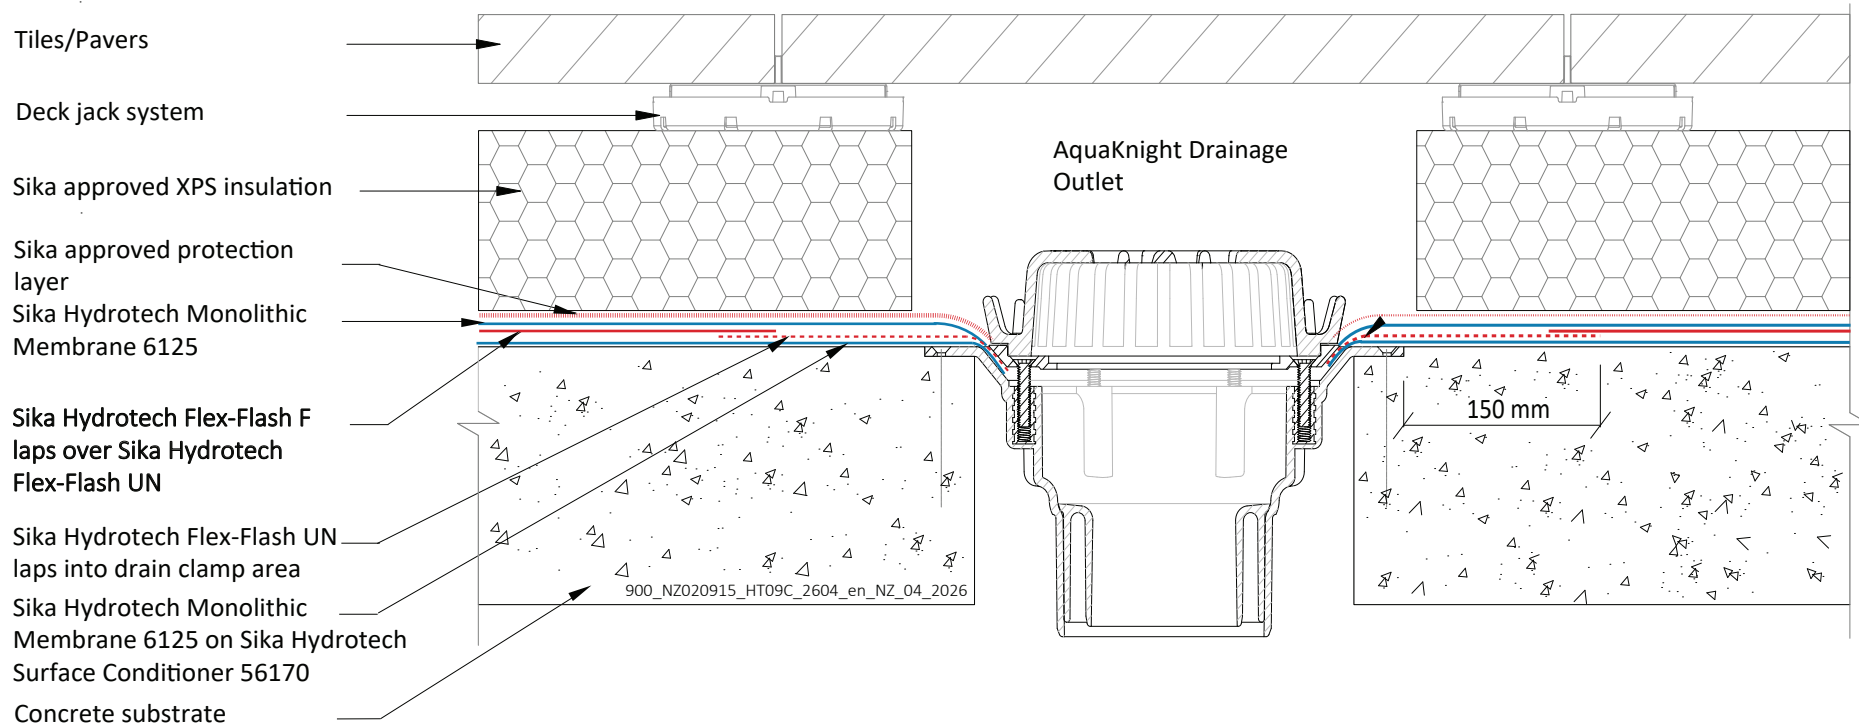 Tiles/Pavers
Deck jack system
Sika approved XPS insulation
Sika approved protection
layer
Sika Hydrotech Monolithic
Membrane 6125
Sika Hydrotech Flex-Flash F
laps over Sika Hydrotech
Flex-Flash UN
Sika Hydrotech Flex-Flash UN
laps into drain clamp area
Sika Hydrotech Monolithic
Membrane 6125 on Sika Hydrotech
Surface Conditioner 56170
Concrete substrate
AquaKnight Drainage
Outlet
150 mm
900_NZ020915_HT09C_2604_en_NZ_04_2026